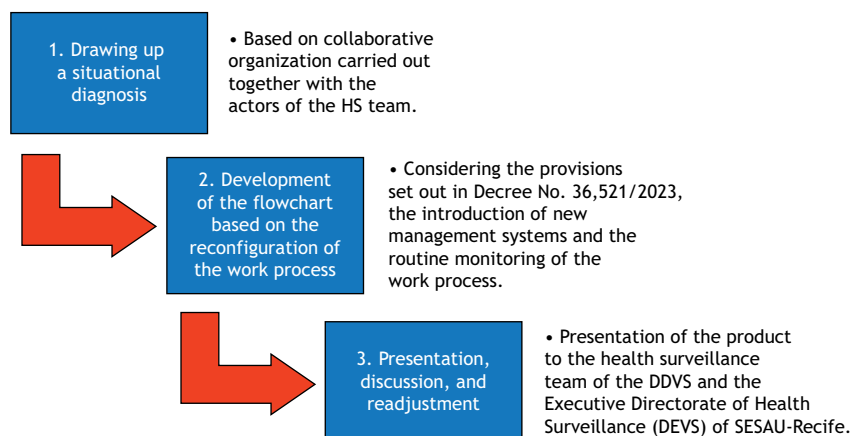 1. Drawing up
a situational
diagnosis
• Based on collaborative
organization carried out
together with the
actors of the HS team.
2. Development
of the flowchart
based on the
reconfiguration of
the work process
• Considering the provisions
set out in Decree No. 36,521/2023,
the introduction of new
management systems and the
routine monitoring of the
work process.
3. Presentation,
discussion, and
readjustment
• Presentation of the product
to the health surveillance
team of the DDVS and the
Executive Directorate of Health
Surveillance (DEVS) of SESAU-Recife.